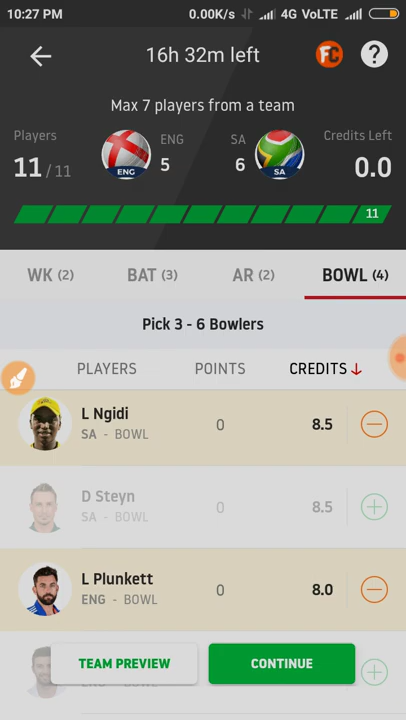 10:27 PM 0.00K/s 4G VoLTE
16h 32m left FC ?
Max 7 players from a team
Players ENG SA Credits Left
11/11 ENG 5 6 SA 0.0
11
WK (2) BAT (3) AR (2) BOWL (4)
Pick 3 - 6 Bowlers
PLAYERS POINTS CREDITS
L Ngidi
SA - BOWL 0 8.5
D Steyn
SA - BOWL 0 8.5
L Plunkett
ENG - BOWL 0 8.0
TEAM PREVIEW CONTINUE